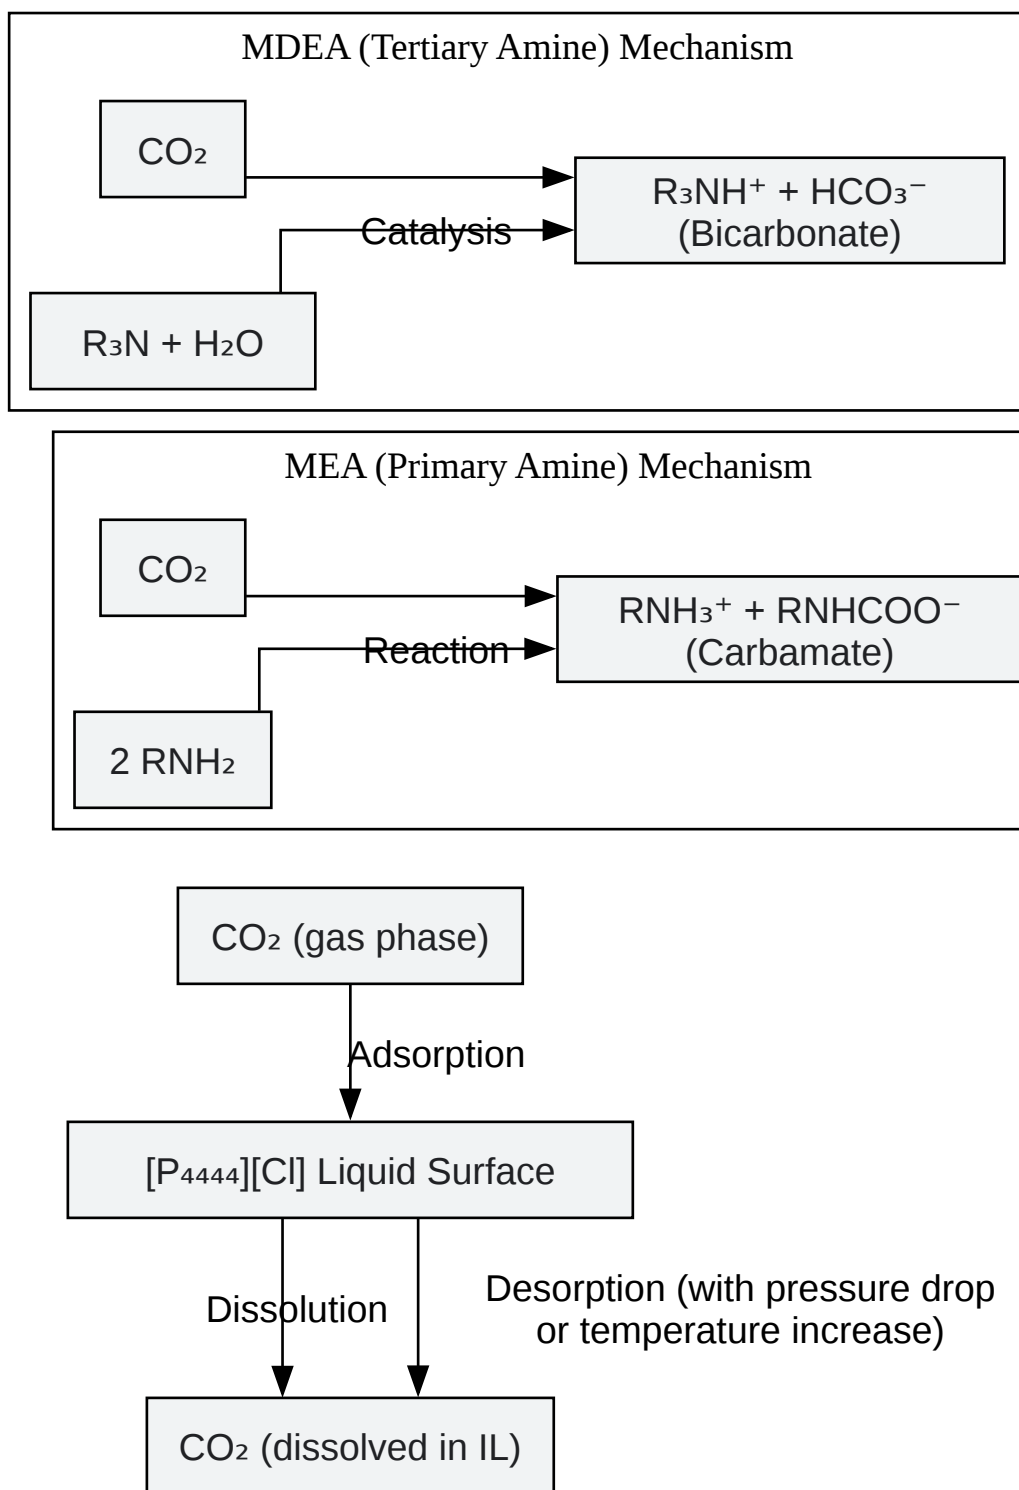 MDEA (Tertiary Amine) Mechanism
CO₂
R₃NH⁺ + HCO₃⁻
(Bicarbonate)
Catalysis
R₃N + H₂O
MEA (Primary Amine) Mechanism
CO₂
RNH₃⁺ + RNHCOO⁻
(Carbamate)
Reaction
2 RNH₂
CO₂ (gas phase)
Adsorption
[P₄₄₄₄][Cl] Liquid Surface
Dissolution
Desorption (with pressure drop
or temperature increase)
CO₂ (dissolved in IL)